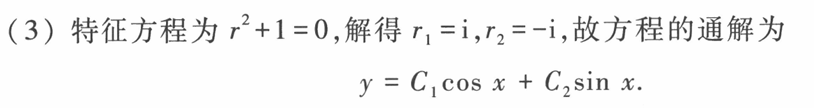 (3) 特征方程为 r²+1=0,解得 r₁=i,r₂=-i,故方程的通解为
y = C₁cos x + C₂sin x.